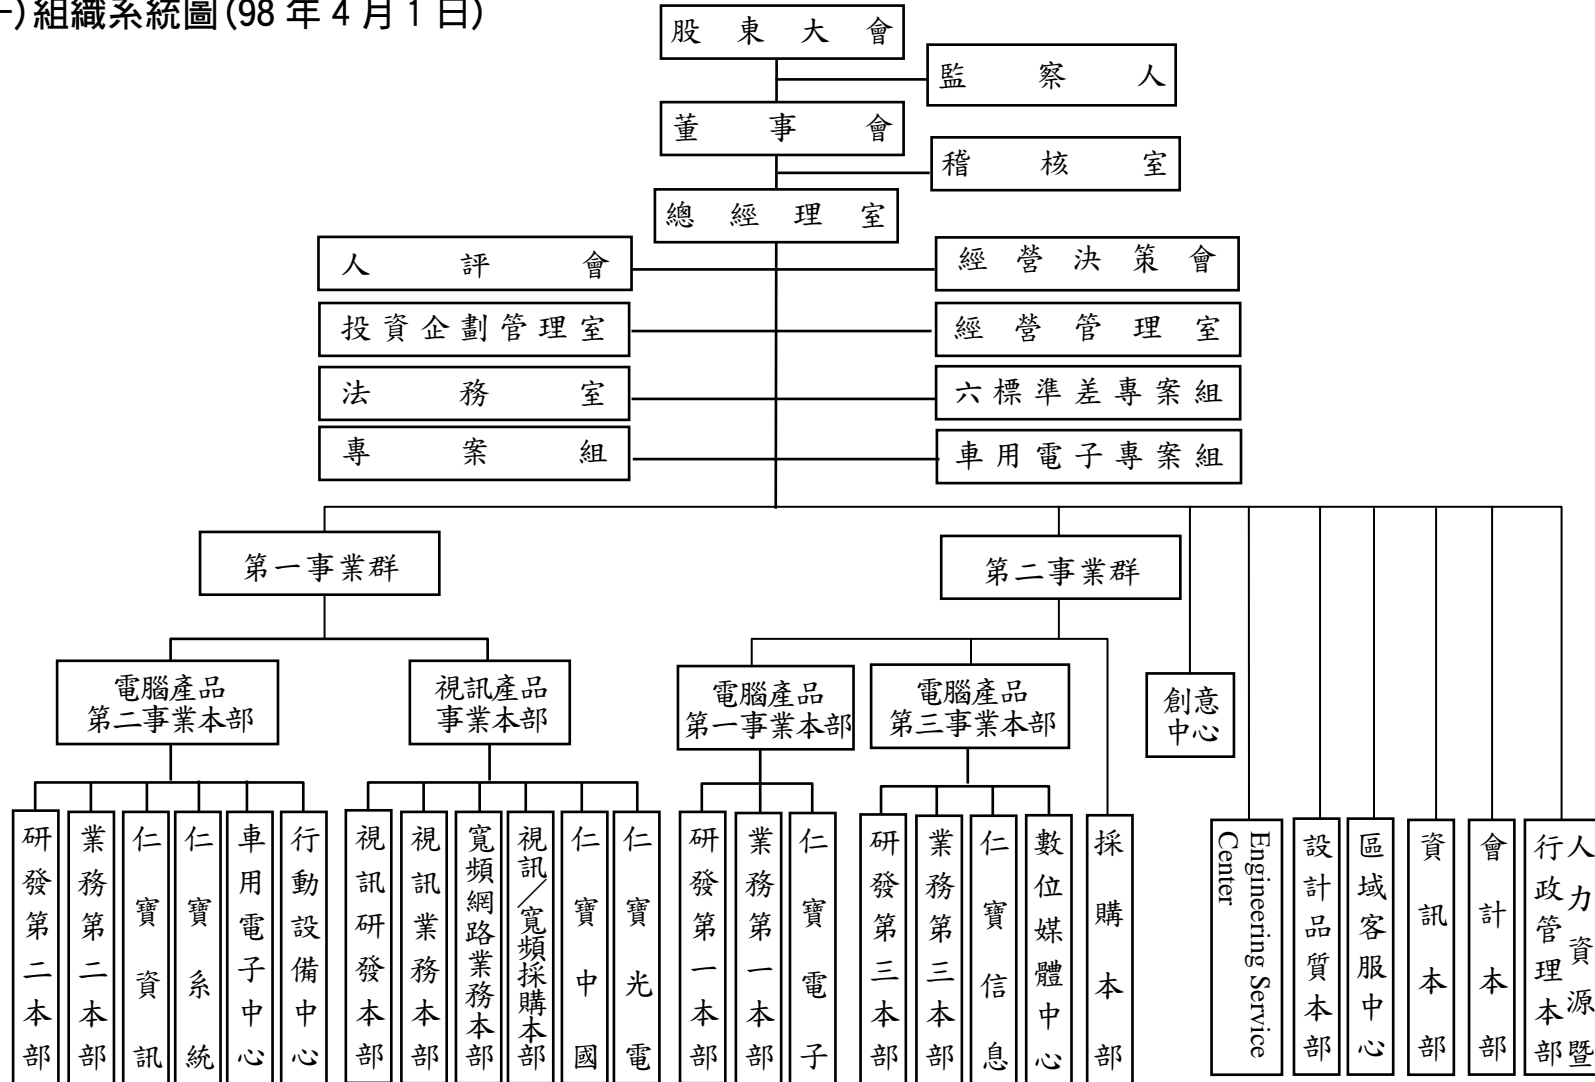 一)組織系統圖(98 年 4 月 1 日)
股東大會
監察人
董事會
稽核室
總經理室
人評會
經營決策會
投資企劃管理室
經營管理室
法務室
六標準差專案組
專案組
車用電子專案組
第一事業群
第二事業群
電腦產品
第二事業本部
視訊產品
事業本部
電腦產品
第一事業本部
電腦產品
第三事業本部
創意
中心
研發第二本部
業務第二本部
仁寶資訊
仁寶系統
車用電子中心
行動設備中心
視訊研發本部
視訊業務本部
寬頻網路業務本部
視訊/寬頻採購本部
仁寶中國
仁寶光電
研發第一本部
業務第一本部
仁寶電子
研發第三本部
業務第三本部
仁寶信息
數位媒體中心
採購本部
Engineering Service
Center
設計品質本部
區域客服中心
資訊本部
會計本部
人力資源暨
行政管理本部